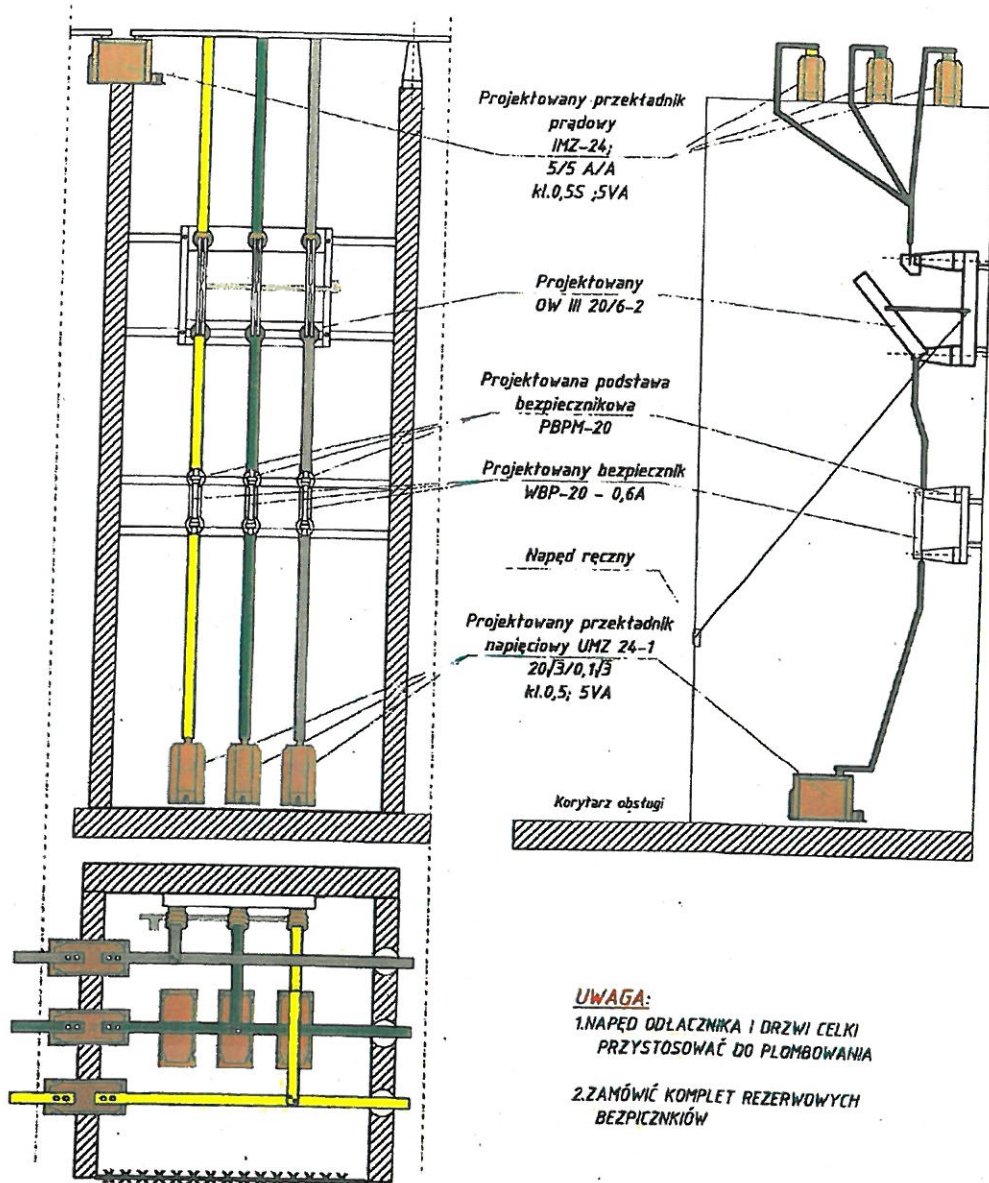 Projektowany przekładnik
prądowy
IMZ-24;
5/5 A/A
kl.0,5S ;5VA
Projektowany
OW III 20/6-2
Projektowana podstawa
bezpiecznikowa
PBPM-20
Projektowany bezpiecznik
WBP-20 - 0,6A
Napęd ręczny
Projektowany przekładnik
napięciowy UMZ 24-1
20/√3/0,1/√3
kl.0,5; 5VA
Korytarz obsługi
UWAGA:
1.NAPĘD ODŁACZNIKA I DRZWI CELKI
PRZYSTOSOWAĆ DO PLOMBOWANIA
2.ZAMÓWIĆ KOMPLET REZERWOWYCH
BEZPICZNKIÓW